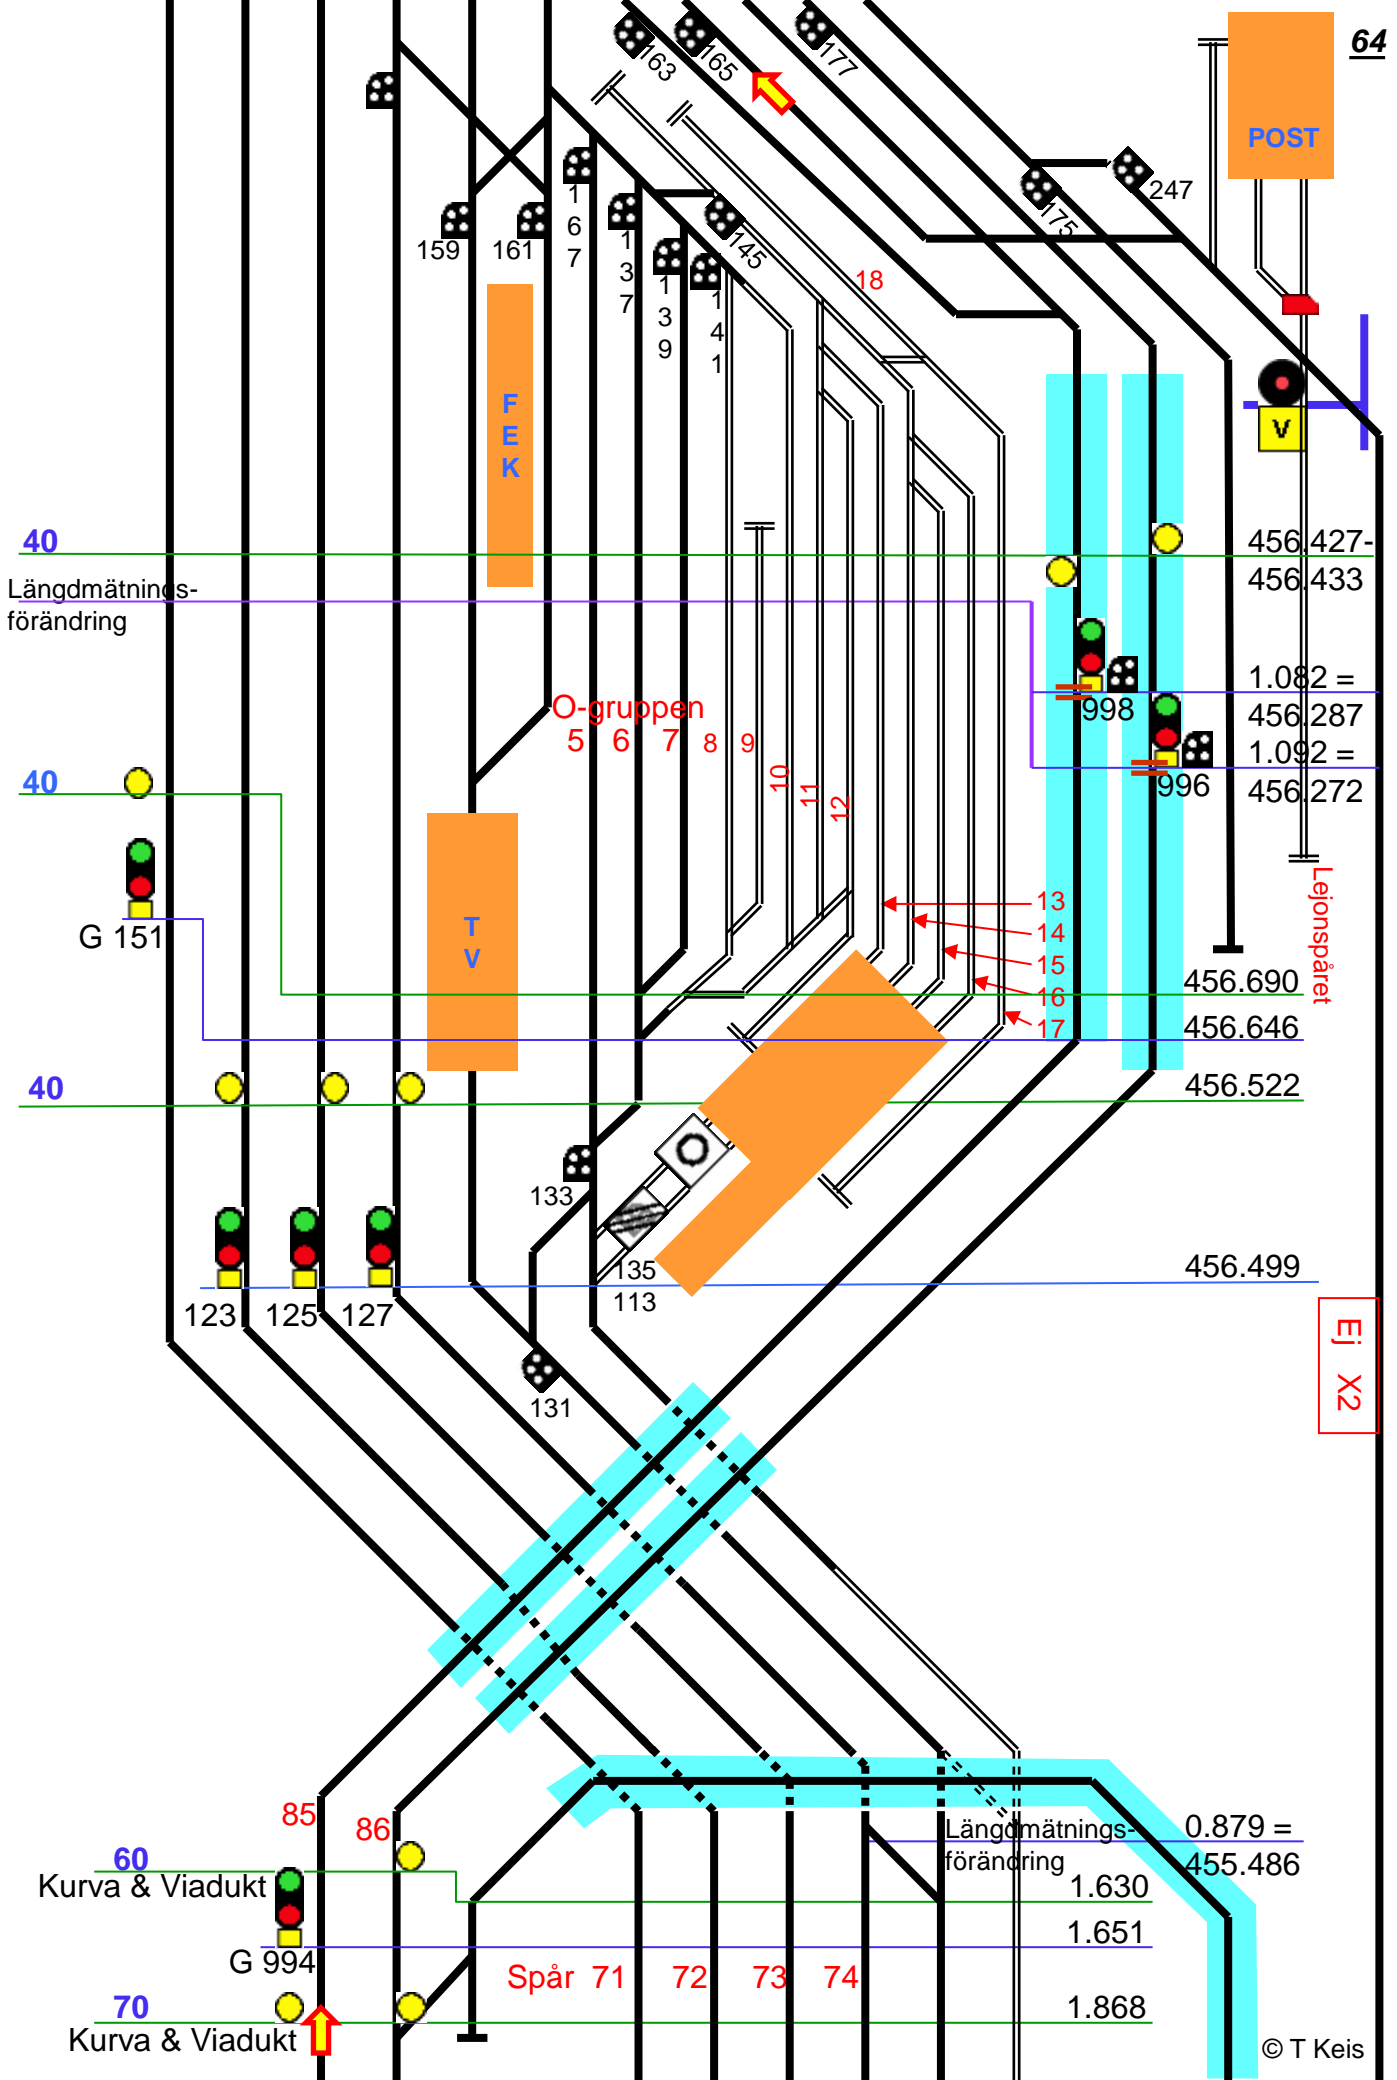 64
163
165
177
POST
247
175
159
161
1
6
7
1
3
7
1
3
9
1
4
1
145
18
F
E
K
V
40
456.427-
456.433
Längdmätnings-
förändring
1.082 =
998
456.287
O-gruppen
5 6 7 8 9
1.092 =
996
456.272
10
11
12
40
G 151
T
V
13
14
15
16
17
Lejonspåret
456.690
456.646
40
456.522
133
135
113
456.499
123 125 127
Ej X2
131
85
86
Längdmätnings-
förändring
0.879 =
455.486
60
Kurva & Viadukt
1.630
1.651
G 994
Spår 71 72 73 74
70
Kurva & Viadukt
1.868
© T Keis